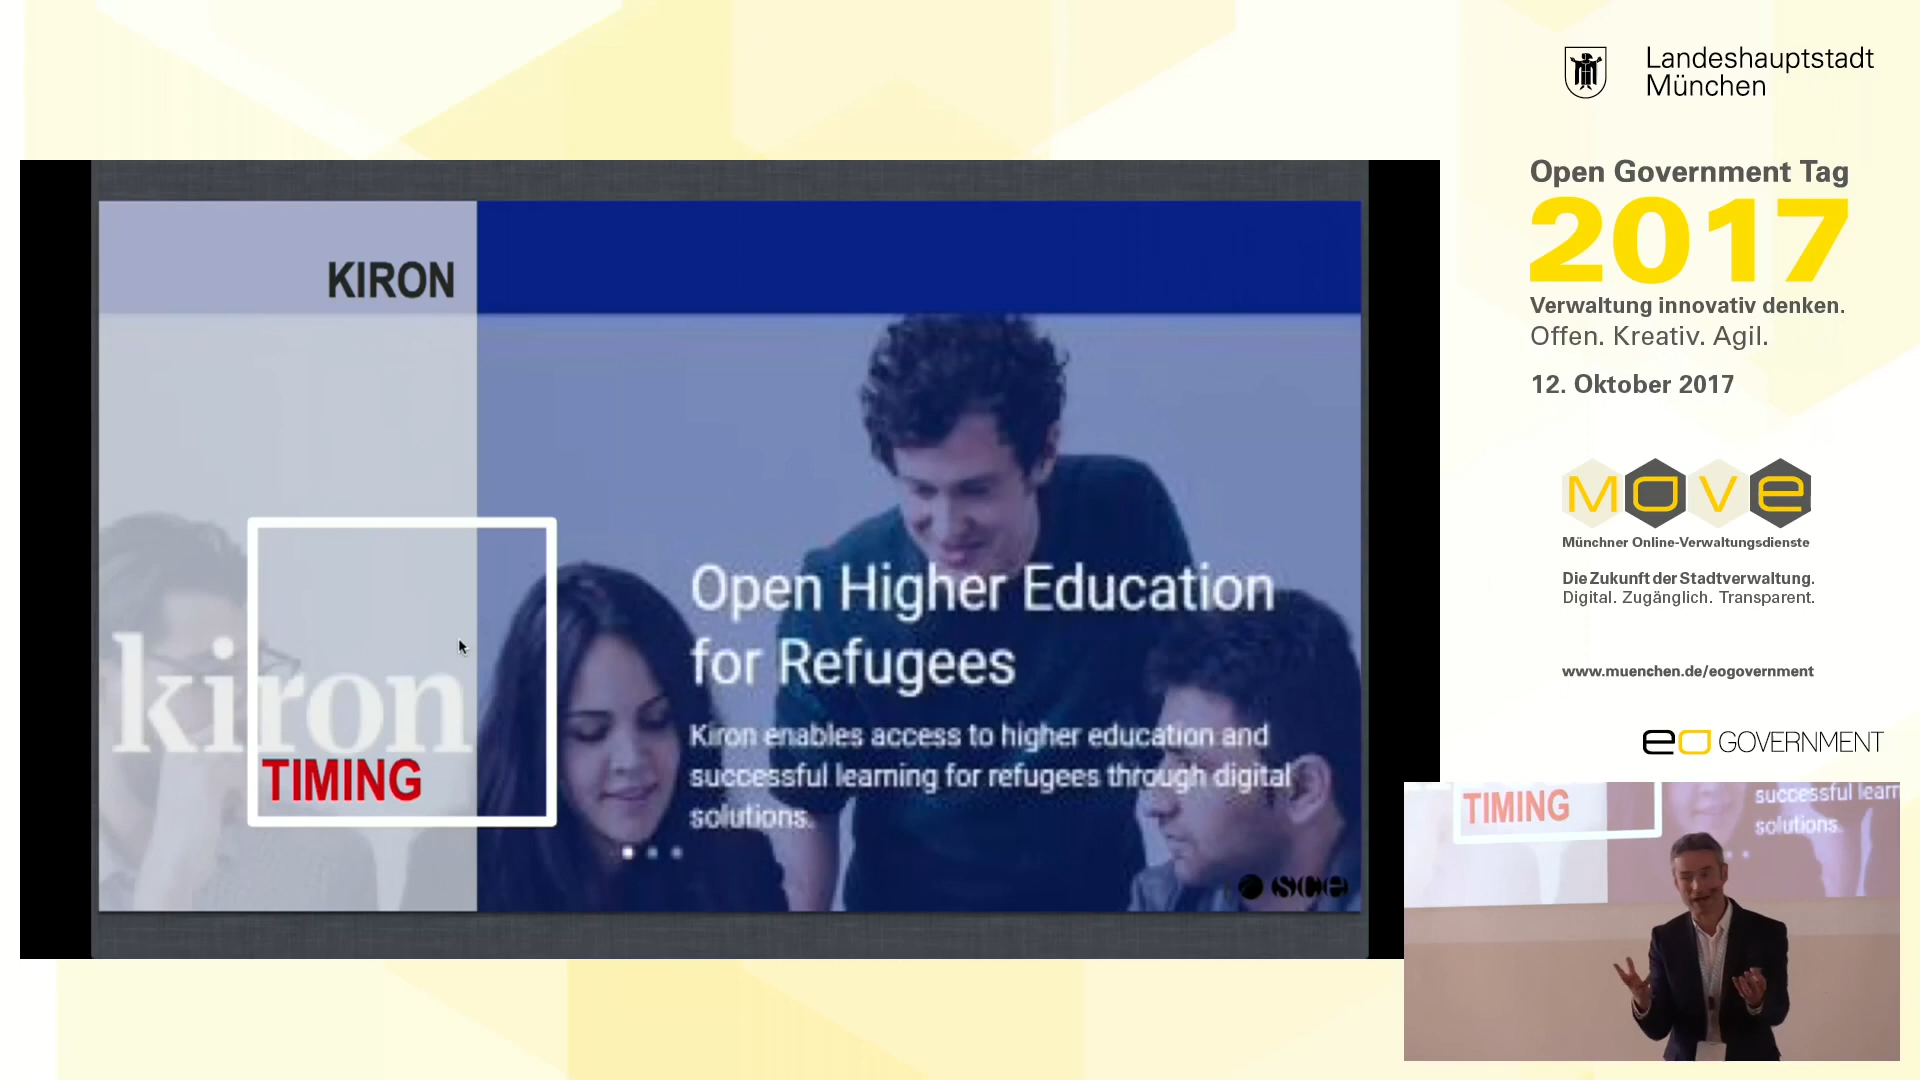 KIRON
kiron
TIMING
Open Higher Education
for Refugees
Kiron enables access to higher education and
successful learning for refugees through digital
solutions.
sce
Landeshauptstadt
München
Open Government Tag
2017
Verwaltung innovativ denken.
Offen. Kreativ. Agil.
12. Oktober 2017
Move
Münchner Online-Verwaltungsdienste
Die Zukunft der Stadtverwaltung.
Digital. Zugänglich. Transparent.
www.muenchen.de/eogovernment
eo GOVERNMENT
TIMING
successful learn
solutions.